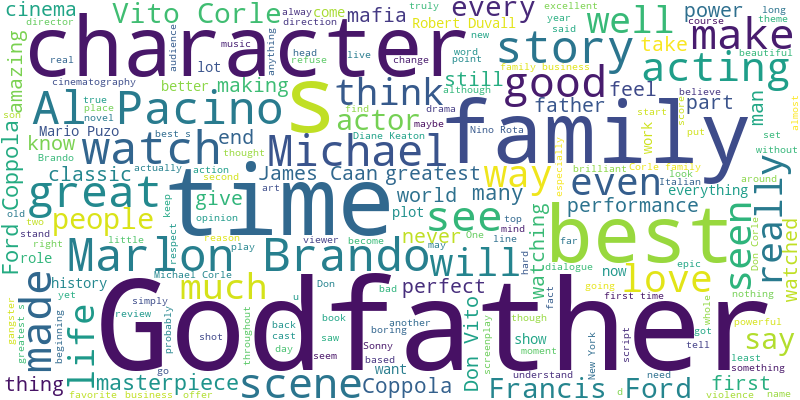 cinema
director
Vito Corle
alway
come
direction
truly
Robert Duvall
every
excellent
year
said
well
power
course
long
theme
beautiful
mafia
music
audience
real
character
lot
head
live
word
new
story
take
make
amazing
cinematography
better
making
anything
refuse
change
point
family business
s
think
still
good
feel
believe
acting
son
true
place
novel
Al Pacino
find
although
drama
father
part
man
start
score
almost
Mario Puzo
actor
maybe
Diane Keaton
Nino Rota
work
put
set
without
know
Brando
best s
watch
end
Michael
family
brilliant
Corle family
look
actually
action
classic
second
thought
James Caan
greatest
way
especially
even
Italian
everything
around
great
time
art
world
many
performance
Ford Coppola
give
keep
plot
top
mind
see
best
seen
really
Don Corle
watched
old
two
people
opinion
never
line
watching
far
stand
role
right
little
respect
reason
play
viewer
become
may
One
hard
dialogue
epic
now
Marlon Brando
will
Michael Corle
history
yet
simply
much
u
Don
bad
perfect
fact
going
love
nothing
first time
made
life
gangster
greatest s
beginning
review
probably
shot
throughout
back
cast
day
book
saw
seem
another
boring
based
Sonny
Godfather
Don Vito
screenplay
show
moment
though
New York
script
whole
got
tell
powerful
say
least
something
thing
masterpiece
go
scene
want
Coppola
understand
need
Francis Ford
first
favorite
business
offer
d
violence
name